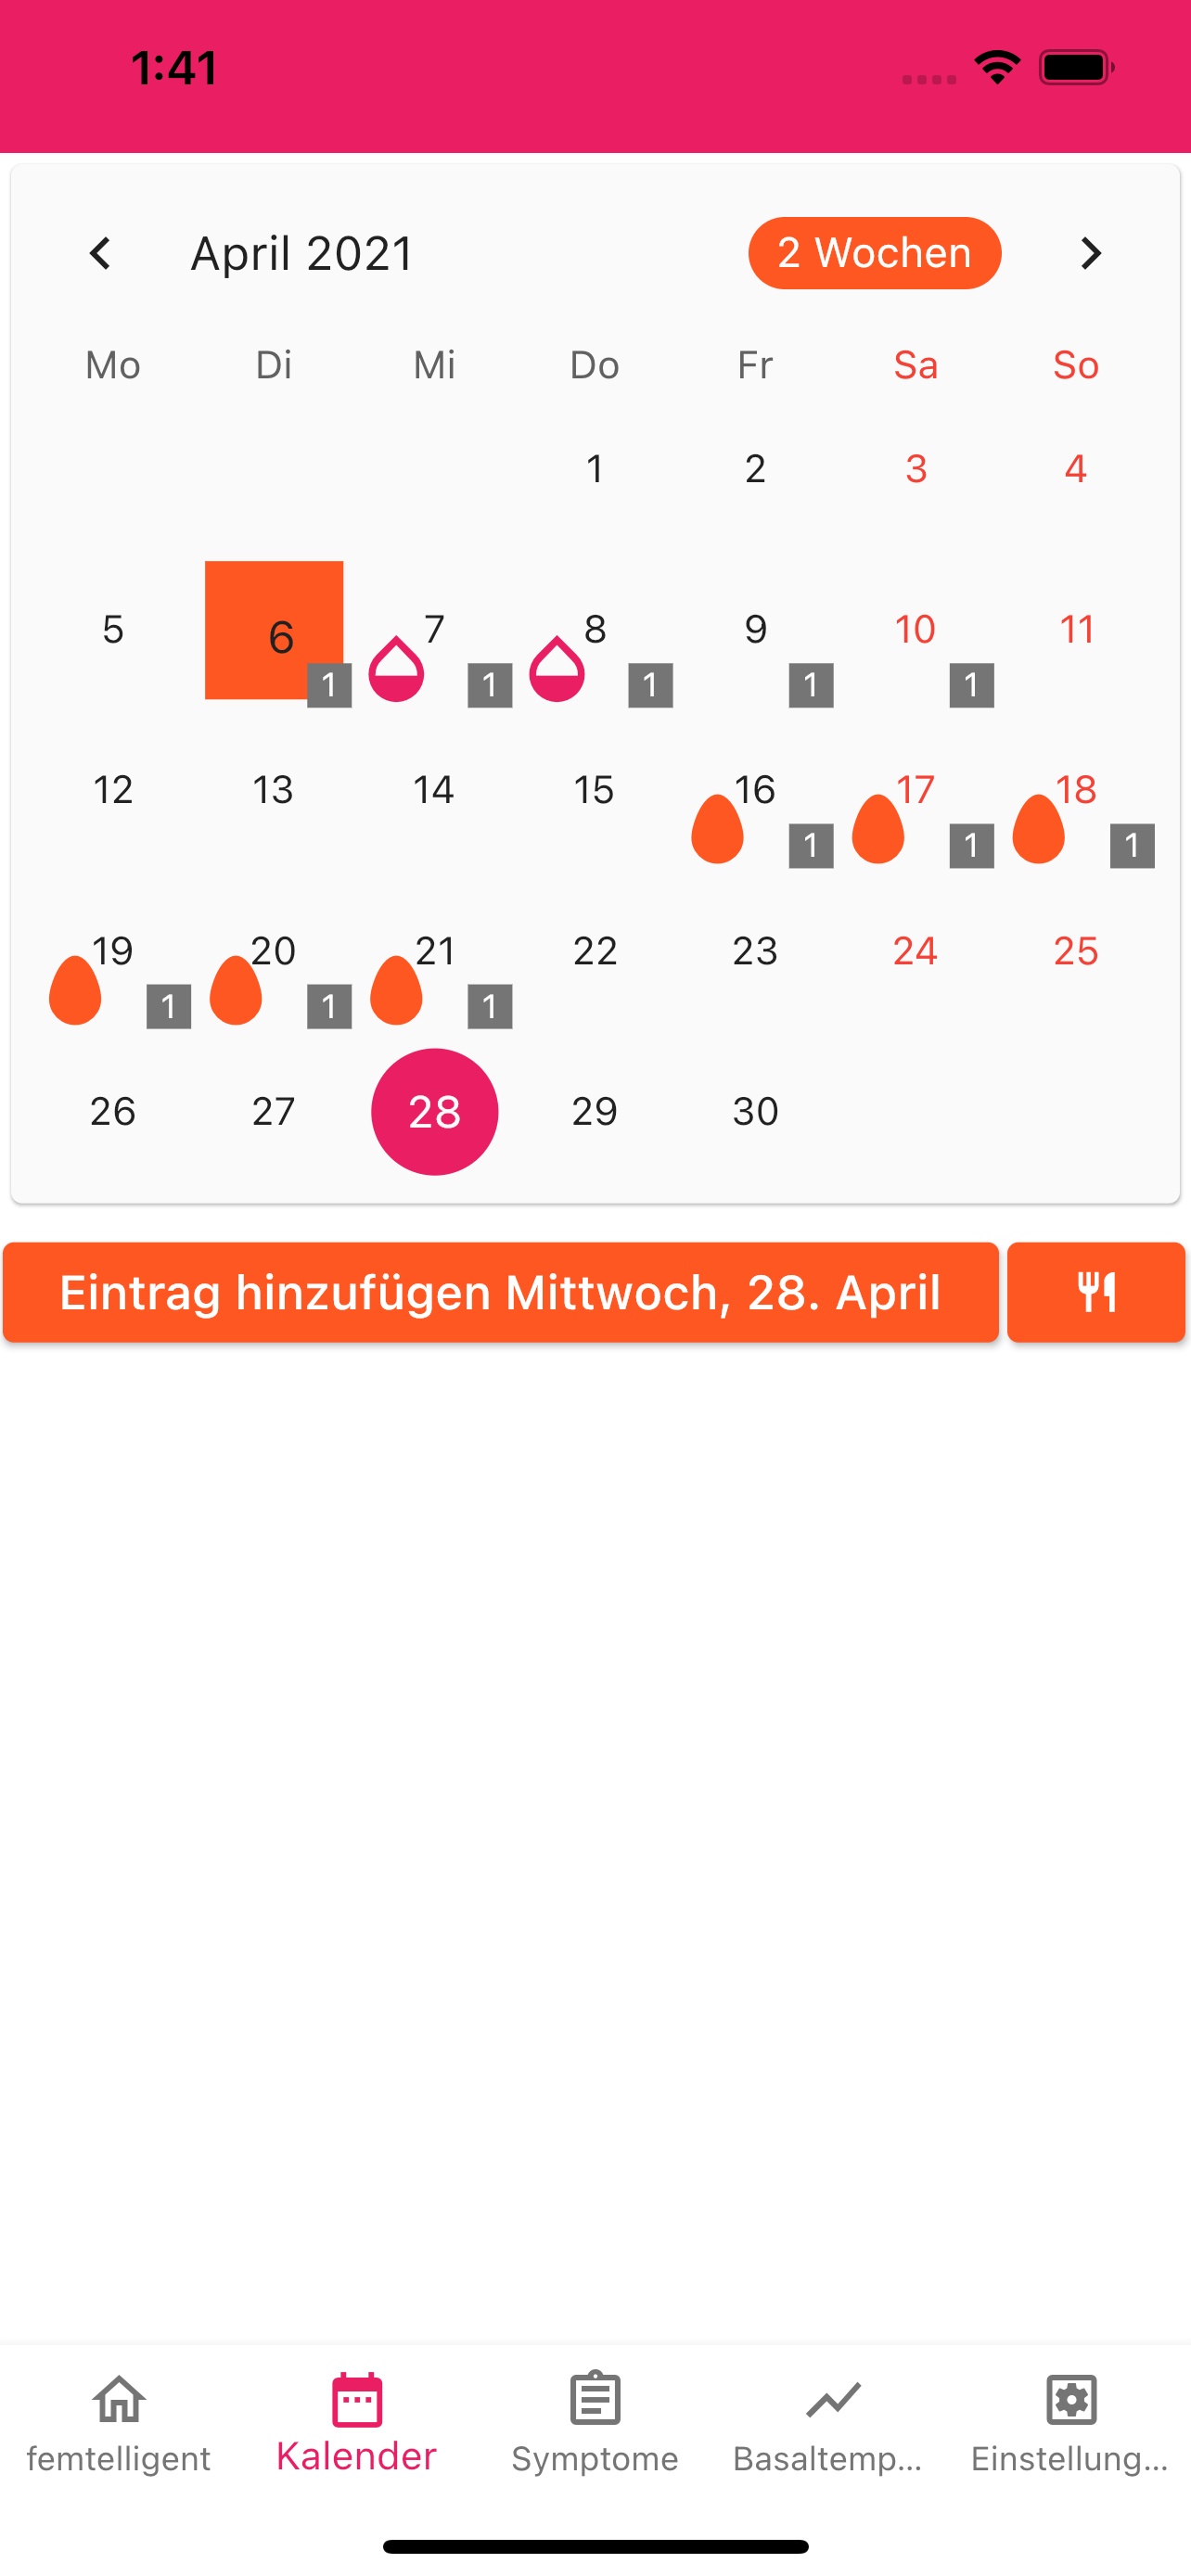 1:41
April 2021 2 Wochen
Mo Di Mi Do Fr Sa So
1 2 3 4
5 6 7 8 9 10 11
1 1 1 1 1
12 13 14 15 16 17 18
1 1 1
19 20 21 22 23 24 25
1 1 1
26 27 28 29 30
Eintrag hinzufügen Mittwoch, 28. April
femtelligent Kalender Symptome Basaltemp... Einstellung...